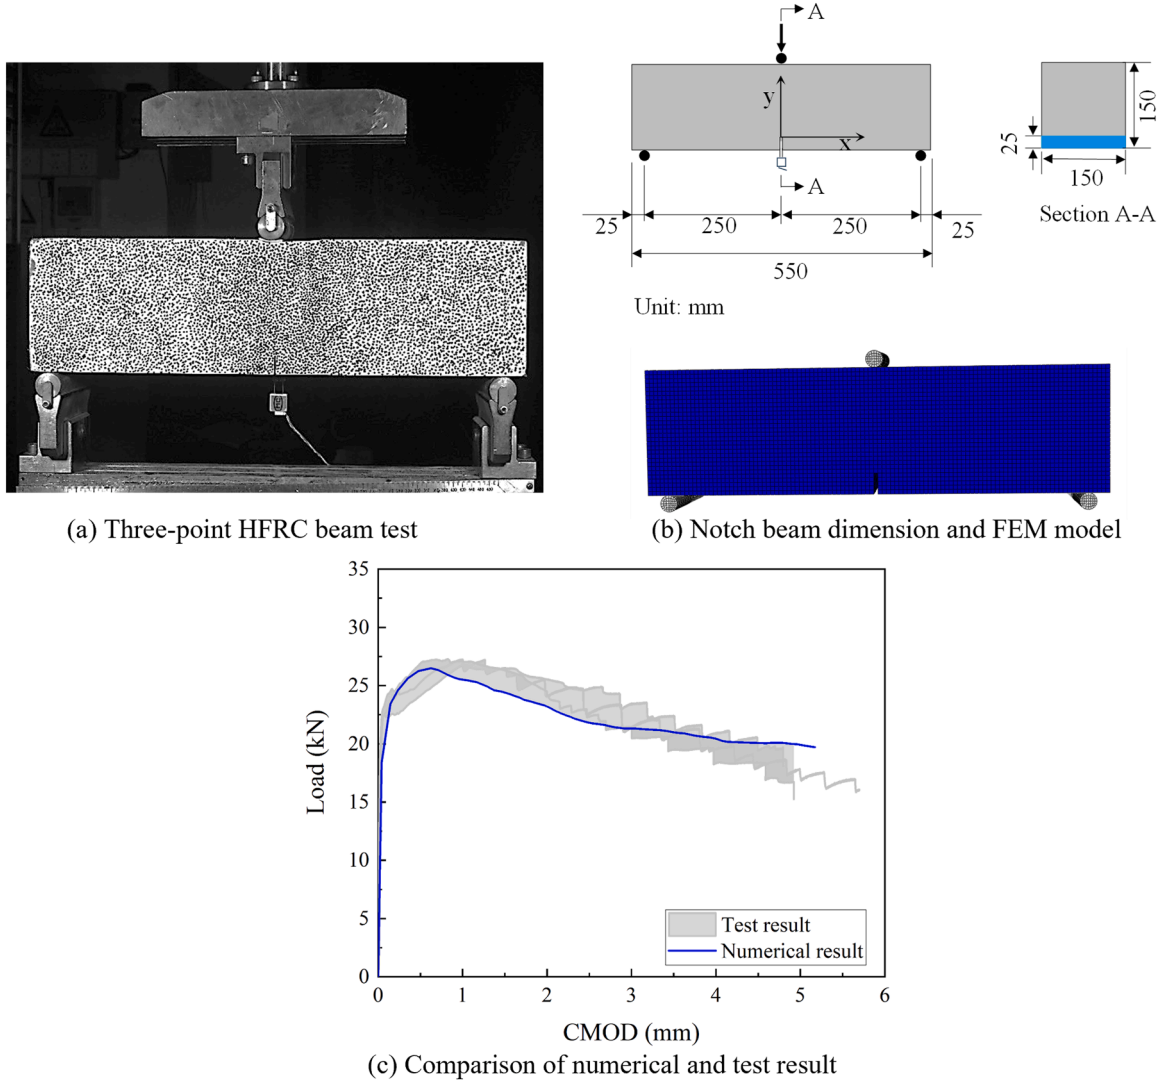 A
y
x
A
25
250
250
25
550
Unit: mm
150
25
150
Section A-A
(a) Three-point HFRC beam test
(b) Notch beam dimension and FEM model
35
30
25
20
15
10
5
0
Load (kN)
Test result
Numerical result
0
1
2
3
4
5
6
CMOD (mm)
(c) Comparison of numerical and test result